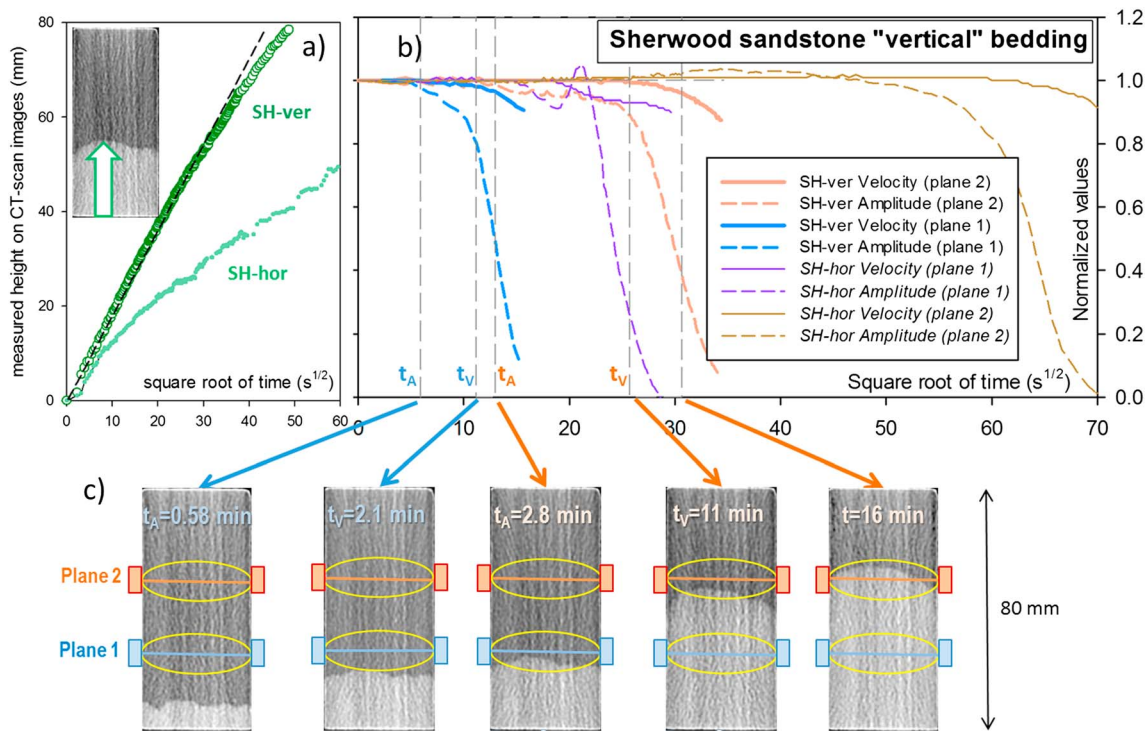 a)
measured height on CT-scan images (mm)
80
60
40
20
0
SH-ver
SH-hor
square root of time (s1/2)
0 10 20 30 40 50 60
b)
Sherwood sandstone "vertical" bedding
1.2
1.0
0.8
0.6
0.4
0.2
0.0
Normalized values
SH-ver Velocity (plane 2)
SH-ver Amplitude (plane 2)
SH-ver Velocity (plane 1)
SH-ver Amplitude (plane 1)
SH-hor Velocity (plane 1)
SH-hor Amplitude (plane 1)
SH-hor Velocity (plane 2)
SH-hor Amplitude (plane 2)
tA tV tA tV
Square root of time (s1/2)
0 10 20 30 40 50 60 70
c)
tA=0.58 min tV=2.1 min tA=2.8 min tV=11 min t=16 min
Plane 2
Plane 1
80 mm